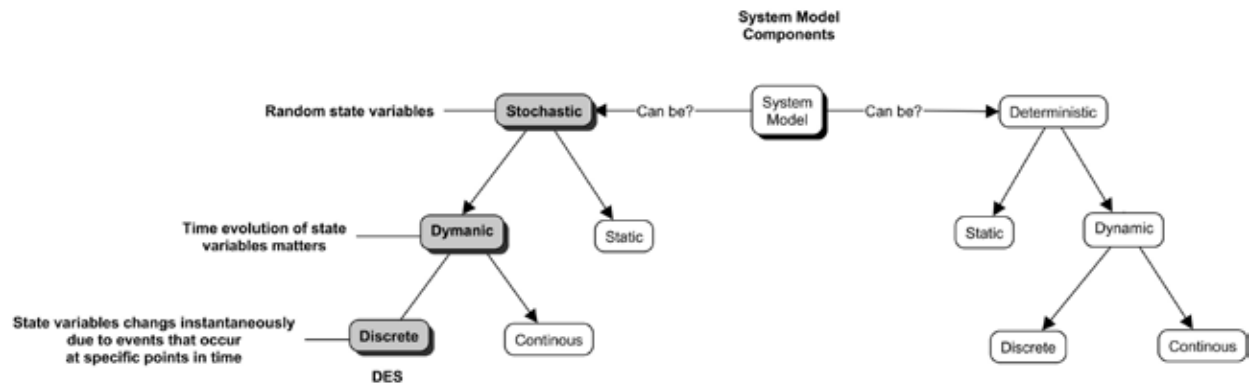 System Model
Components
Random state variables
Stochastic
Can be?
System
Model
Can be?
Deterministic
Time evolution of state
variables matters
Dymanic
Static
Static
Dynamic
State variables changs instantaneously
due to events that occur
at specific points in time
Discrete
Continous
Discrete
Continous
DES